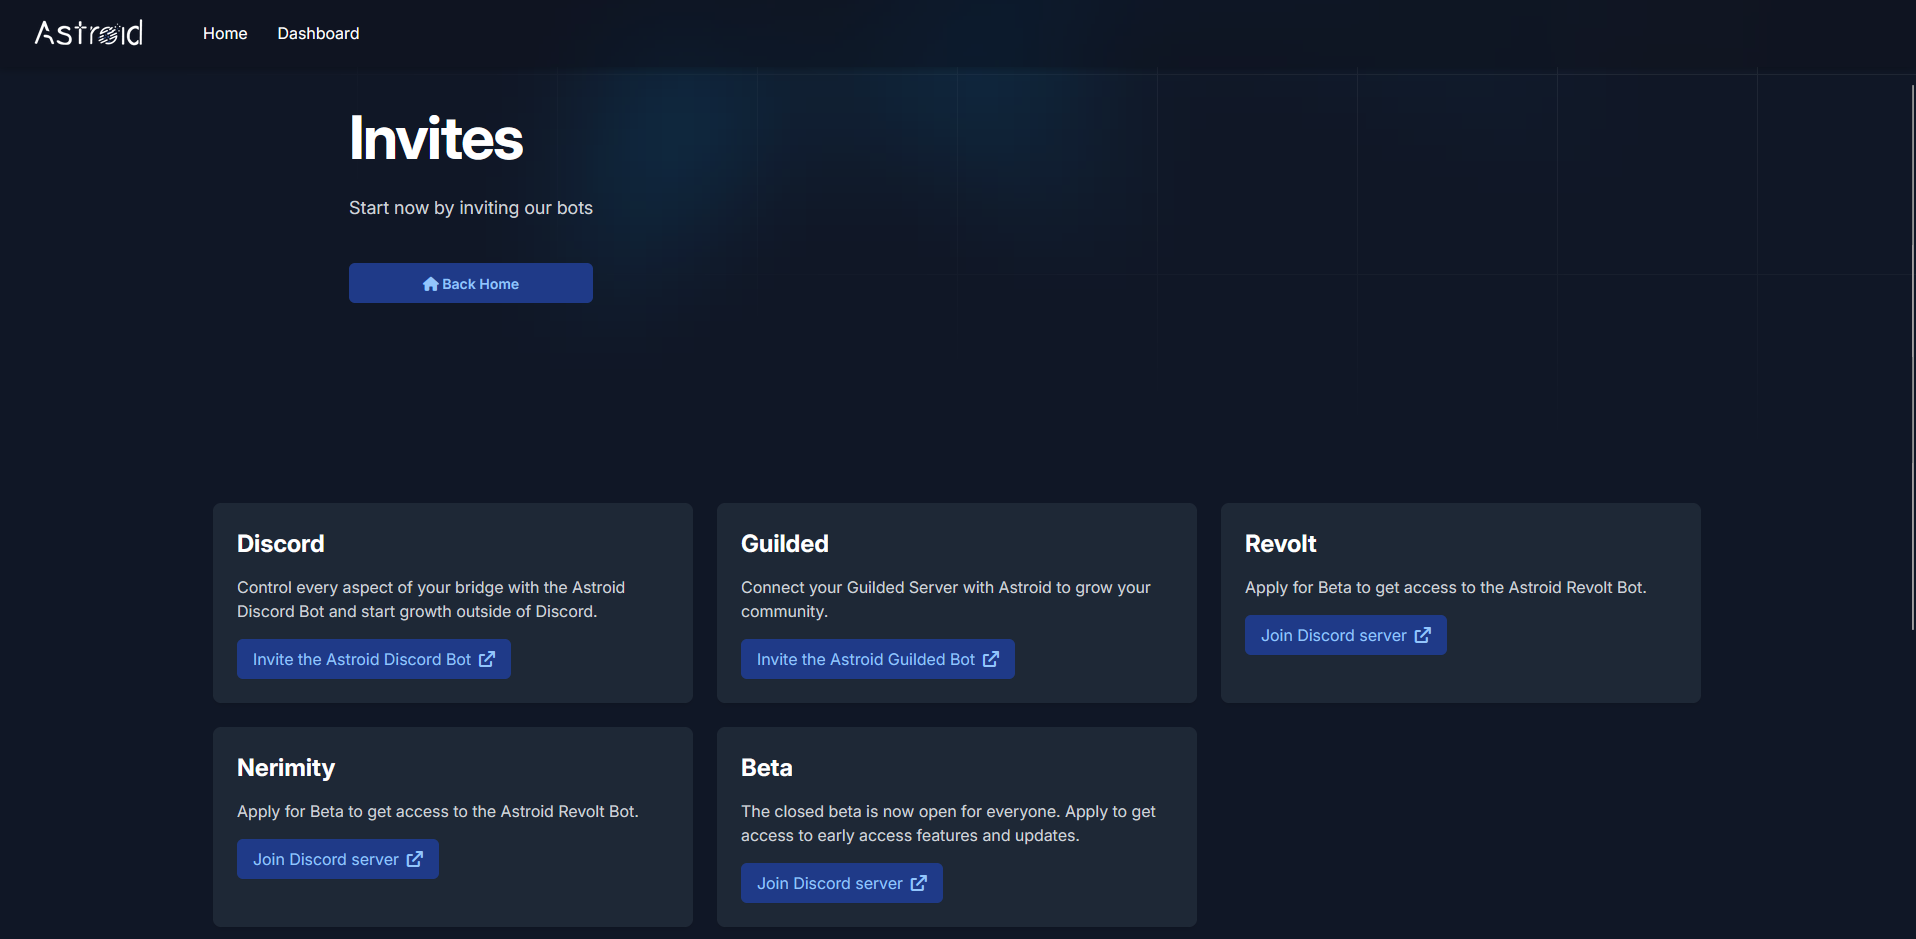 Astroid
Home
Dashboard
Invites
Start now by inviting our bots
Back Home
Discord
Control every aspect of your bridge with the Astroid
Discord Bot and start growth outside of Discord.
Invite the Astroid Discord Bot
Guilded
Connect your Guilded Server with Astroid to grow your
community.
Invite the Astroid Guilded Bot
Revolt
Apply for Beta to get access to the Astroid Revolt Bot.
Join Discord server
Nerimity
Apply for Beta to get access to the Astroid Revolt Bot.
Join Discord server
Beta
The closed beta is now open for everyone. Apply to get
access to early access features and updates.
Join Discord server